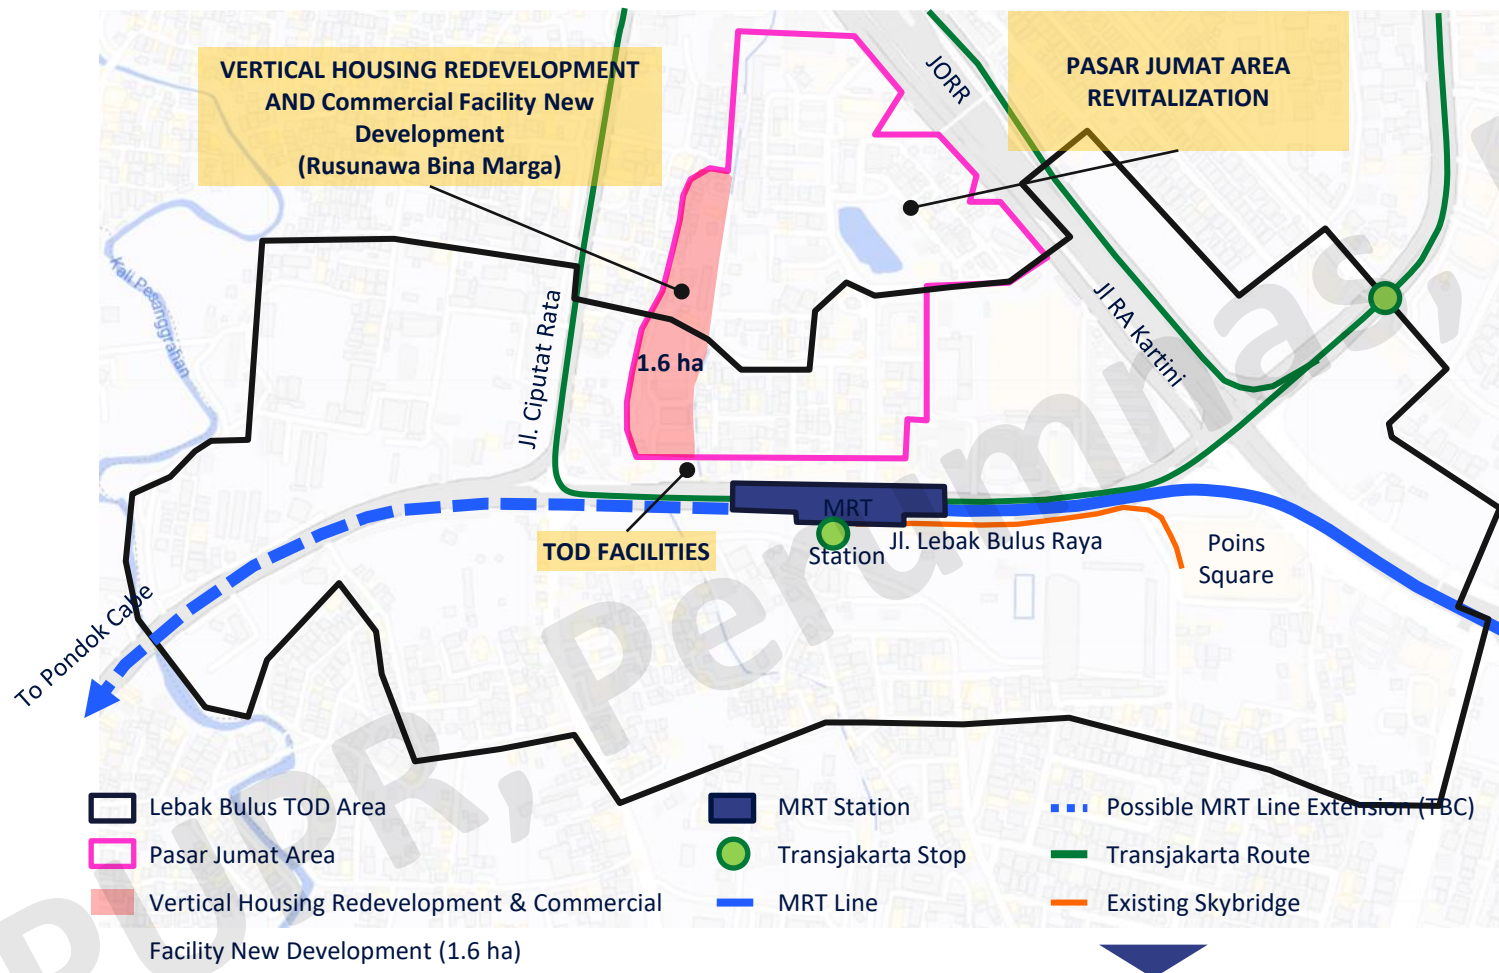 VERTICAL HOUSING REDEVELOPMENT
AND Commercial Facility New
Development
(Rusunawa Bina Marga)
PASAR JUMAT AREA
REVITALIZATION
JORR
Kali Pesanggrahan
Jl. Ciputat Rata
1.6 ha
Jl RA Kartini
MRT
Station
Jl. Lebak Bulus Raya
Poins
Square
TOD FACILITIES
To Pondok Cabe
PUPR, Perumnas,
Lebak Bulus TOD Area
Pasar Jumat Area
Vertical Housing Redevelopment & Commercial
Facility New Development (1.6 ha)
MRT Station
Transjakarta Stop
MRT Line
Possible MRT Line Extension (TBC)
Transjakarta Route
Existing Skybridge